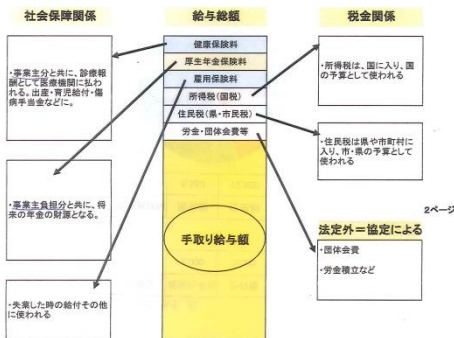 社会保障関係
給与総額
税金関係
・事業主分と共に、診療報
酬として医療機関に払わ
れる。出産・育児給付・傷
病手当金などに。
・事業主負担分と共に、将
来の年金の財源となる。
・失業した時の給付その他
に使われる
健康保険料
厚生年金保険料
雇用保険料
所得税(国税)
住民税(県・市民税)
労金・団体会費等
手取り給与額
・所得税は、国に入り、国
の予算として使われる
・住民税は県や市町村に
入り、市・県の予算として
使われる
2ページ
法定外=協定による
・団体会費
・労金積立など